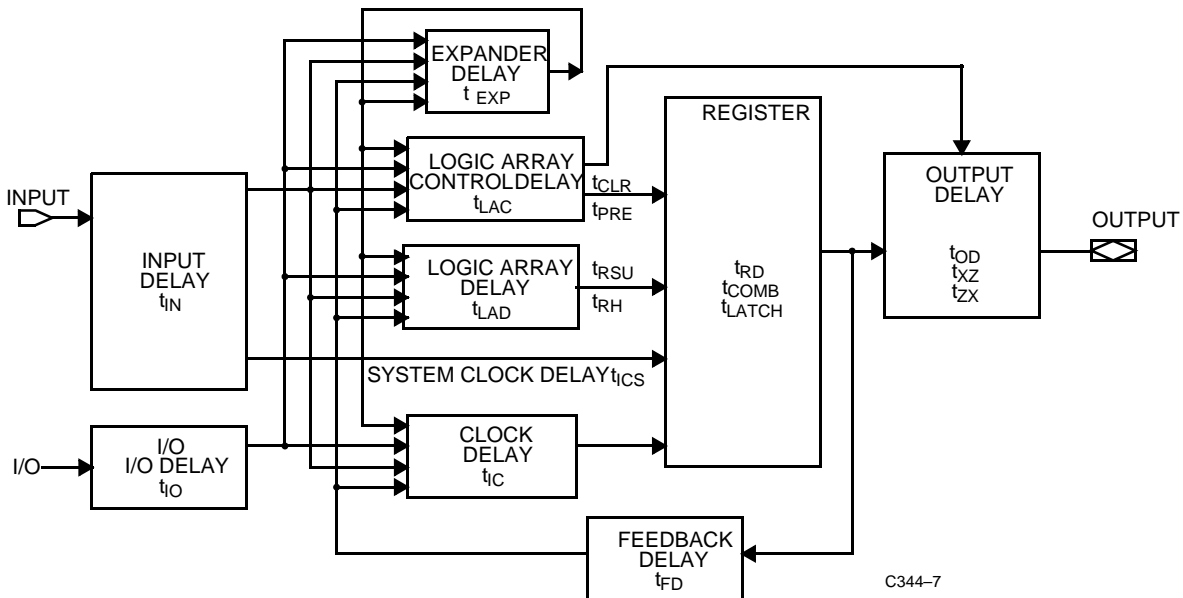 EXPANDER
DELAY
t EXP
REGISTER
LOGIC ARRAY
CONTROLDELAY
tLAC
tCLR
tPRE
OUTPUT
DELAY
tOD
tXZ
tZX
INPUT
OUTPUT
INPUT
DELAY
tIN
LOGIC ARRAY
DELAY
tLAD
tRSU
tRH
tRD
tCOMB
tLATCH
SYSTEM CLOCK DELAYtICS
I/O
I/O
I/O DELAY
tIO
CLOCK
DELAY
tIC
FEEDBACK
DELAY
tFD
C344–7